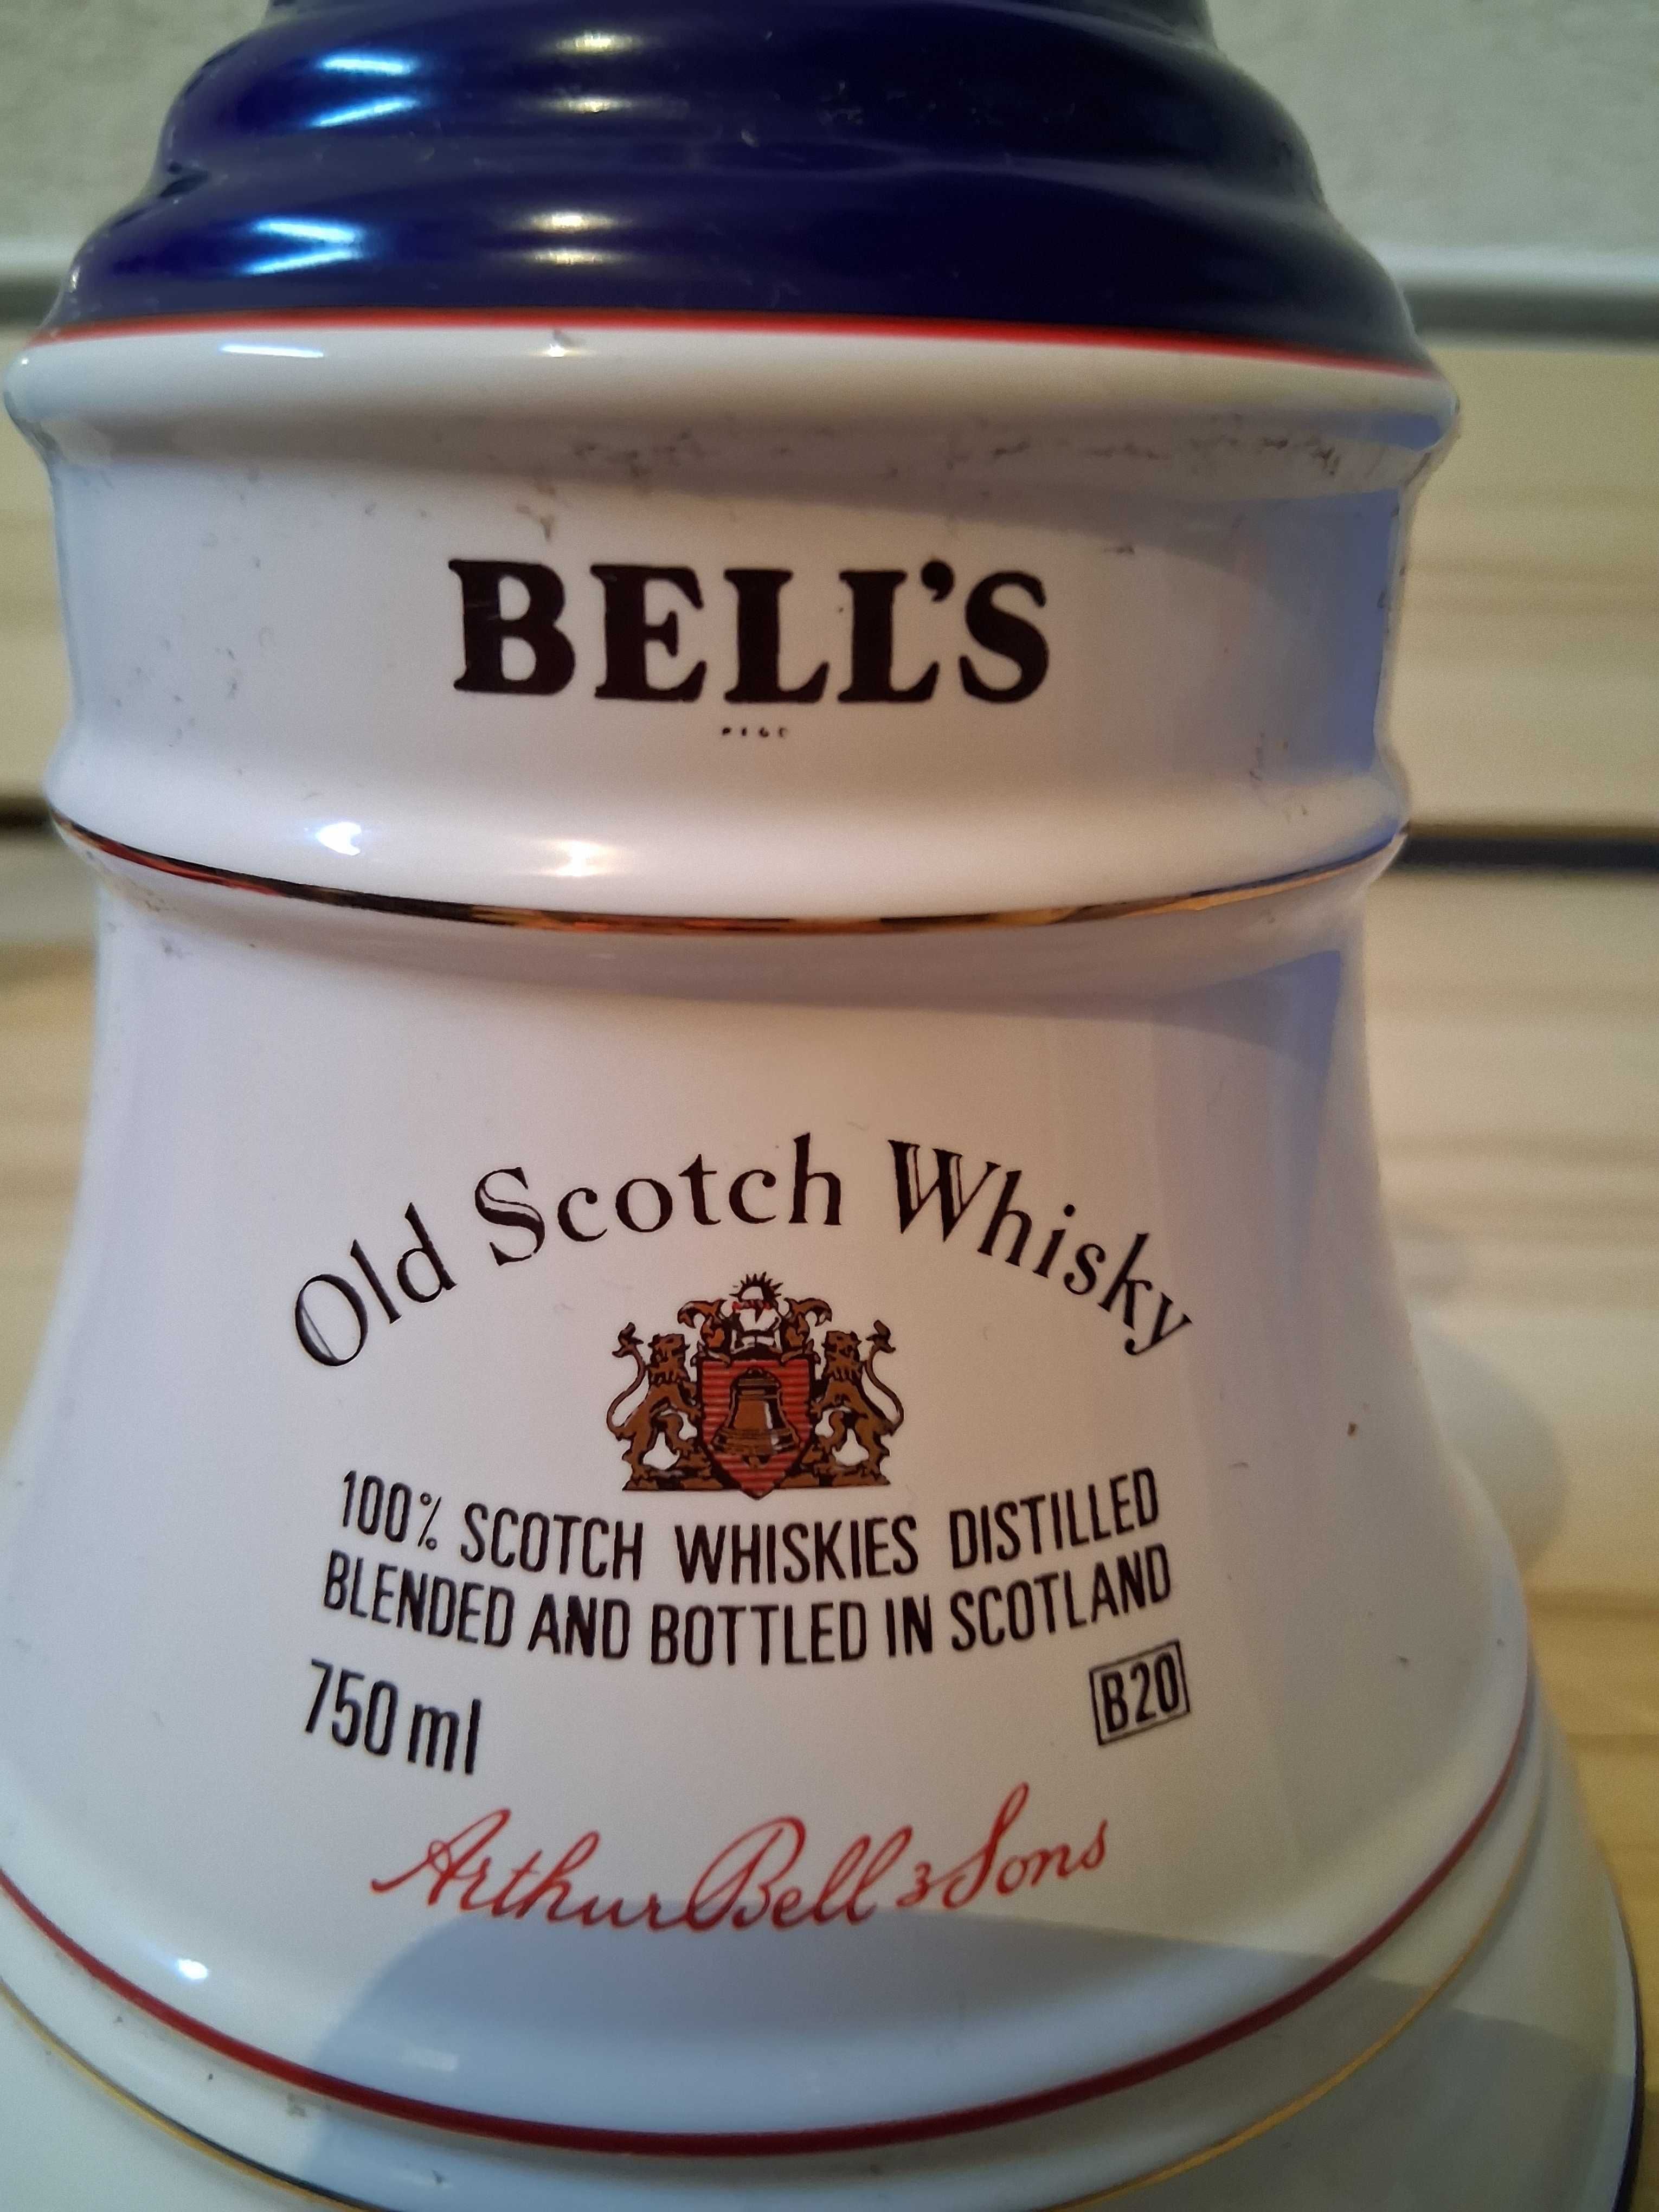 BELL'S
Old Scotch Whisky
100% SCOTCH WHISKIES DISTILLED
BLENDED AND BOTTLED IN SCOTLAND
750 ml
B20
Arthur Bell & Sons